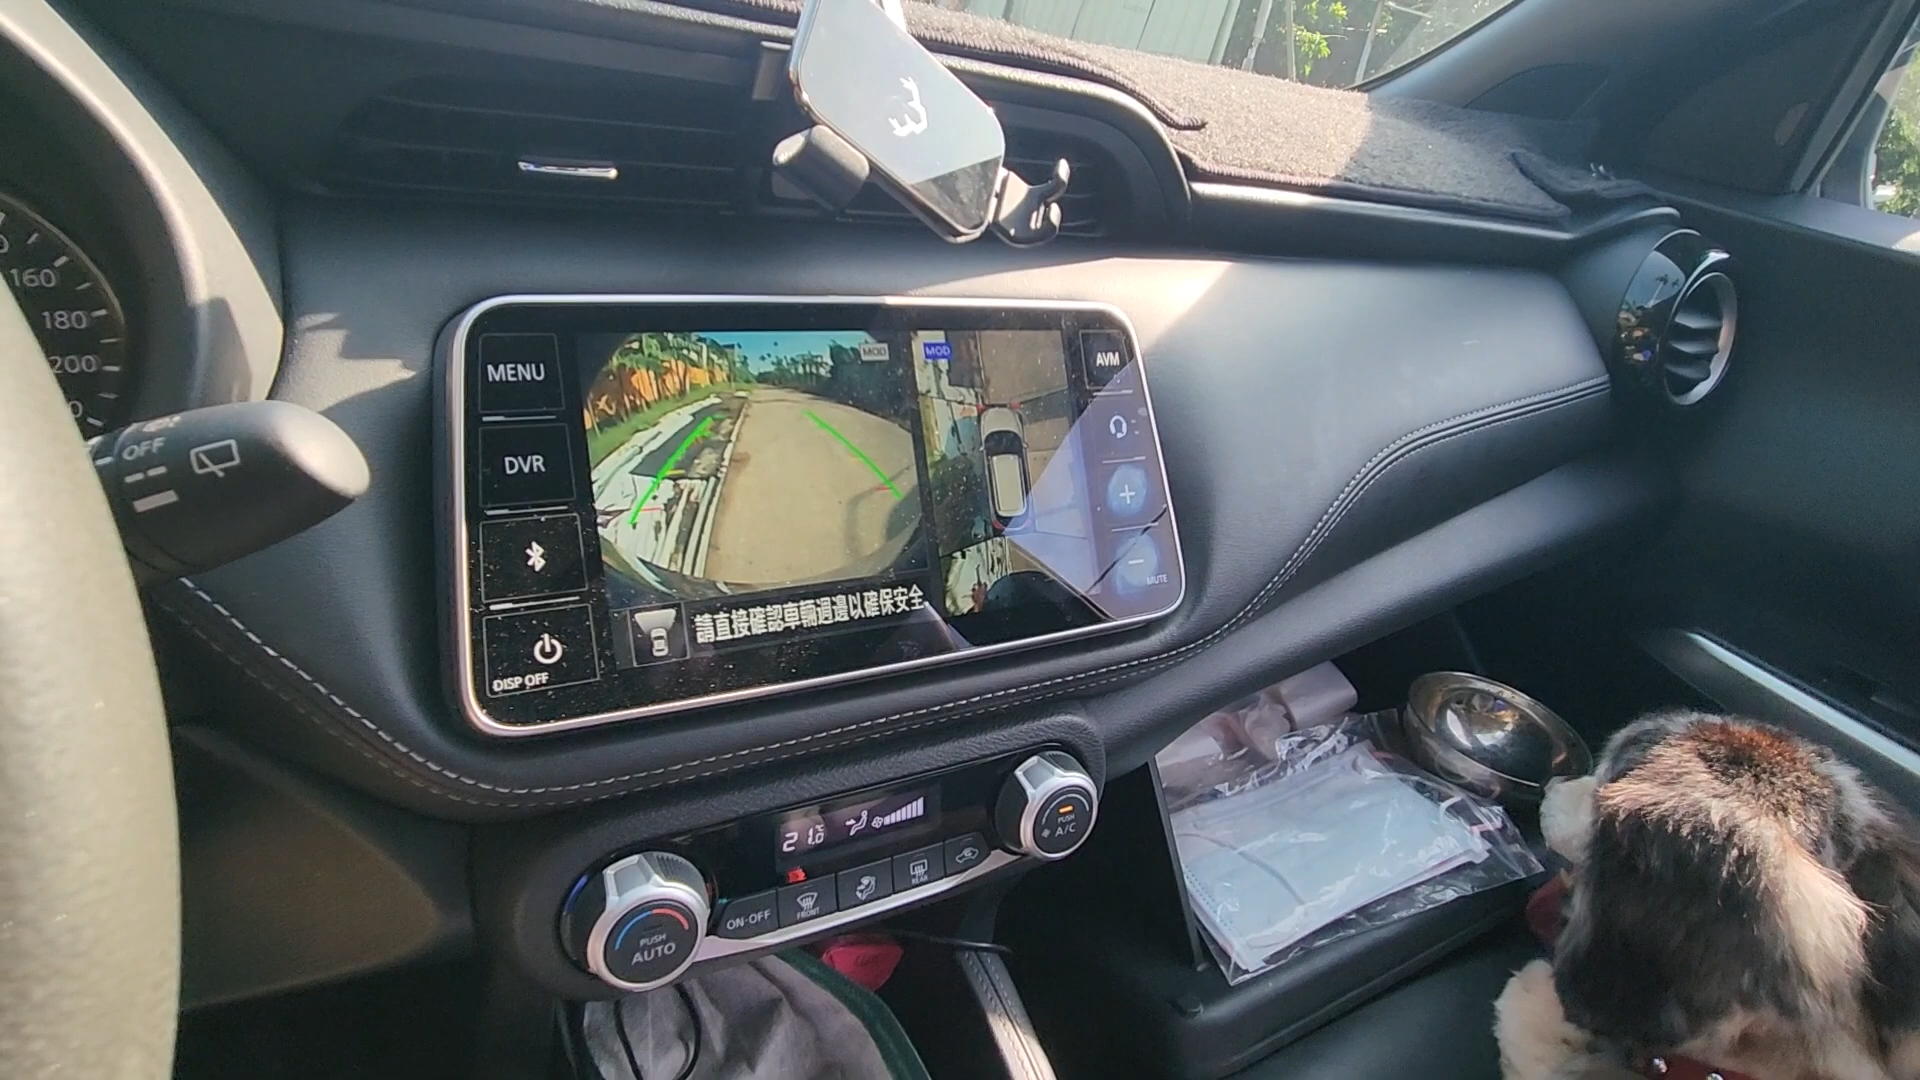 160
180
200
OFF
MENU
DVR
DISP OFF
MOD
MOD
AVM
+
−
MUTE
請直接確認車輛週邊以確保安全
PUSH
AUTO
ON·OFF
FRONT
REAR
PUSH
A/C